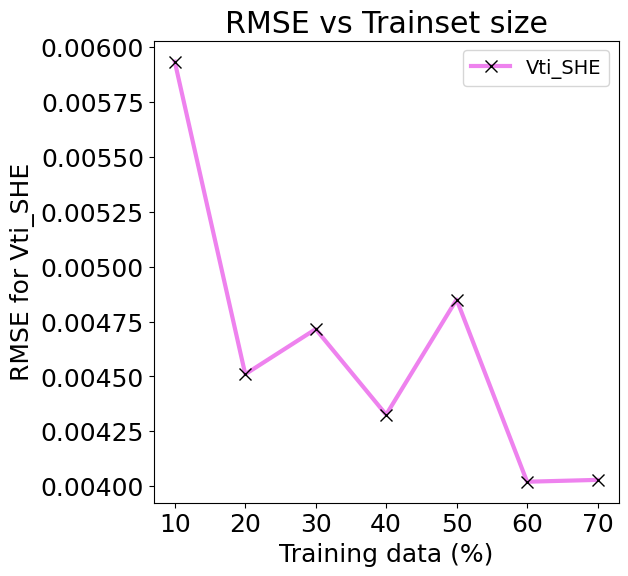 RMSE vs Trainset size
Vti_SHE
RMSE for Vti_SHE
0.00600
0.00575
0.00550
0.00525
0.00500
0.00475
0.00450
0.00425
0.00400
10 20 30 40 50 60 70
Training data (%)